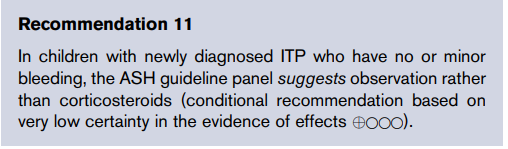 Recommendation 11
In children with newly diagnosed ITP who have no or minor
bleeding, the ASH guideline panel suggests observation rather
than corticosteroids (conditional recommendation based on
very low certainty in the evidence of effects ⊕○○○).